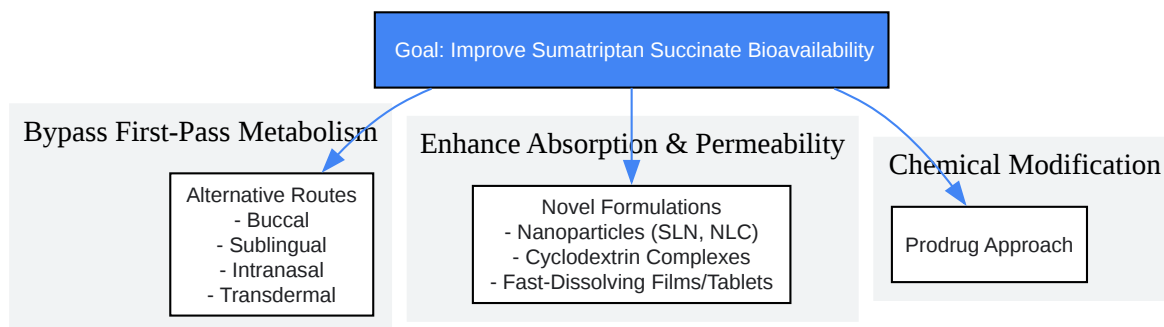 Goal: Improve Sumatriptan Succinate Bioavailability
Bypass First-Pass Metabolism
Alternative Routes
- Buccal
- Sublingual
- Intranasal
- Transdermal
Enhance Absorption & Permeability
Novel Formulations
- Nanoparticles (SLN, NLC)
- Cyclodextrin Complexes
- Fast-Dissolving Films/Tablets
Chemical Modification
Prodrug Approach